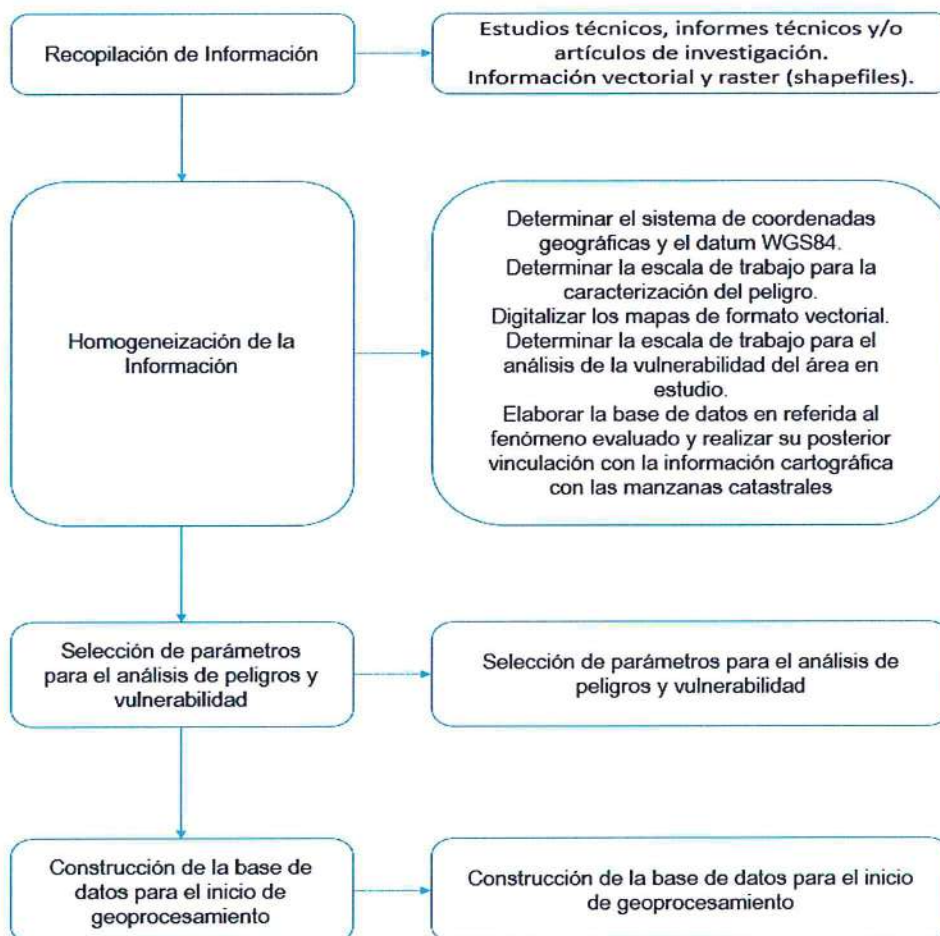 Recopilación de Información
Estudios técnicos, informes técnicos y/o
artículos de investigación.
Información vectorial y raster (shapefiles).
Homogeneización de la
Información
Determinar el sistema de coordenadas
geográficas y el datum WGS84.
Determinar la escala de trabajo para la
caracterización del peligro.
Digitalizar los mapas de formato vectorial.
Determinar la escala de trabajo para el
análisis de la vulnerabilidad del área en
estudio.
Elaborar la base de datos en referida al
fenómeno evaluado y realizar su posterior
vinculación con la información cartográfica
con las manzanas catastrales
Selección de parámetros
para el análisis de peligros y
vulnerabilidad
Selección de parámetros para el análisis de
peligros y vulnerabilidad
Construcción de la base de
datos para el inicio de
geoprocesamiento
Construcción de la base de datos para el inicio
de geoprocesamiento